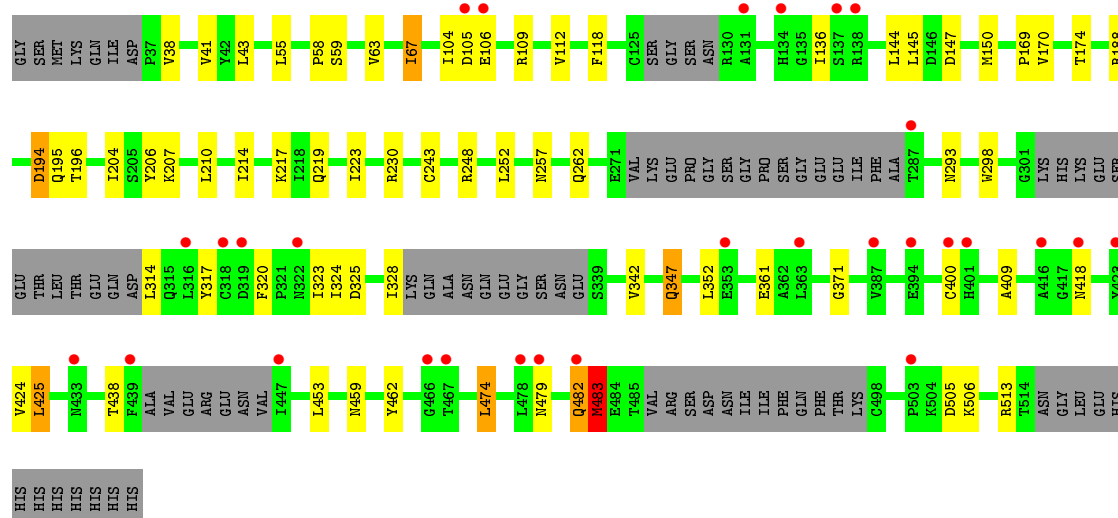 GLY SER MET LYS GLN ILE ASP P37 V38 V41 Y42 L43 L55 P58 S59 V63 I67 I104 D105 E106 R109 V112 F118 C125 SER GLY SER ASN R130 A131 H134 G135 I136 S137 R138 L144 L145 D146 D147 M150 P169 V170 T174 R188
D194 Q195 T196 I204 S205 Y206 K207 L210 I214 K217 I218 Q219 I223 R230 C243 R248 L252 N257 Q262 E271 VAL LYS GLU PRO GLY SER GLY PRO SER GLY GLU GLU ILE PHE ALA T287 N293 W298 G301 LYS HIS LYS GLU SER
GLU THR LEU THR GLU GLN ASP L314 Q315 L316 Y317 C318 D319 F320 P321 N322 I323 I324 D325 I328 LYS GLN ALA ASN GLN GLU GLY SER ASN GLU S339 V342 Q347 L352 E353 E361 A362 L363 G371 V387 E394 C400 H401 A409 A416 G417 N418 Y423
V424 L425 N433 T438 F439 ALA VAL GLU ARG GLU ASN VAL I447 L453 N459 Y462 G466 T467 L474 L478 N479 Q482 M483 E484 T485 VAL ARG SER ASP ASN ILE ILE PHE GLN PHE THR LYS C498 P503 K504 D505 K506 R513 T514 ASN GLY LEU GLU HIS
HIS HIS HIS HIS HIS HIS HIS